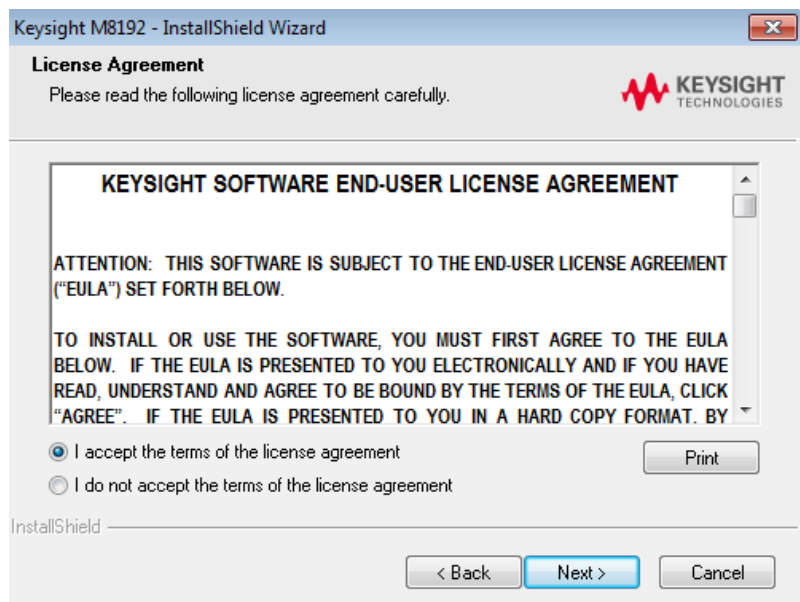 Keysight M8192 - InstallShield Wizard
License Agreement
Please read the following license agreement carefully.
KEYSIGHT
TECHNOLOGIES
KEYSIGHT SOFTWARE END-USER LICENSE AGREEMENT
ATTENTION: THIS SOFTWARE IS SUBJECT TO THE END-USER LICENSE AGREEMENT
(“EULA”) SET FORTH BELOW.
TO INSTALL OR USE THE SOFTWARE, YOU MUST FIRST AGREE TO THE EULA
BELOW. IF THE EULA IS PRESENTED TO YOU ELECTRONICALLY AND IF YOU HAVE
READ, UNDERSTAND AND AGREE TO BE BOUND BY THE TERMS OF THE EULA, CLICK
“AGREE”. IF THE EULA IS PRESENTED TO YOU IN A HARD COPY FORMAT, BY
I accept the terms of the license agreement
Print
I do not accept the terms of the license agreement
InstallShield
< Back
Next >
Cancel